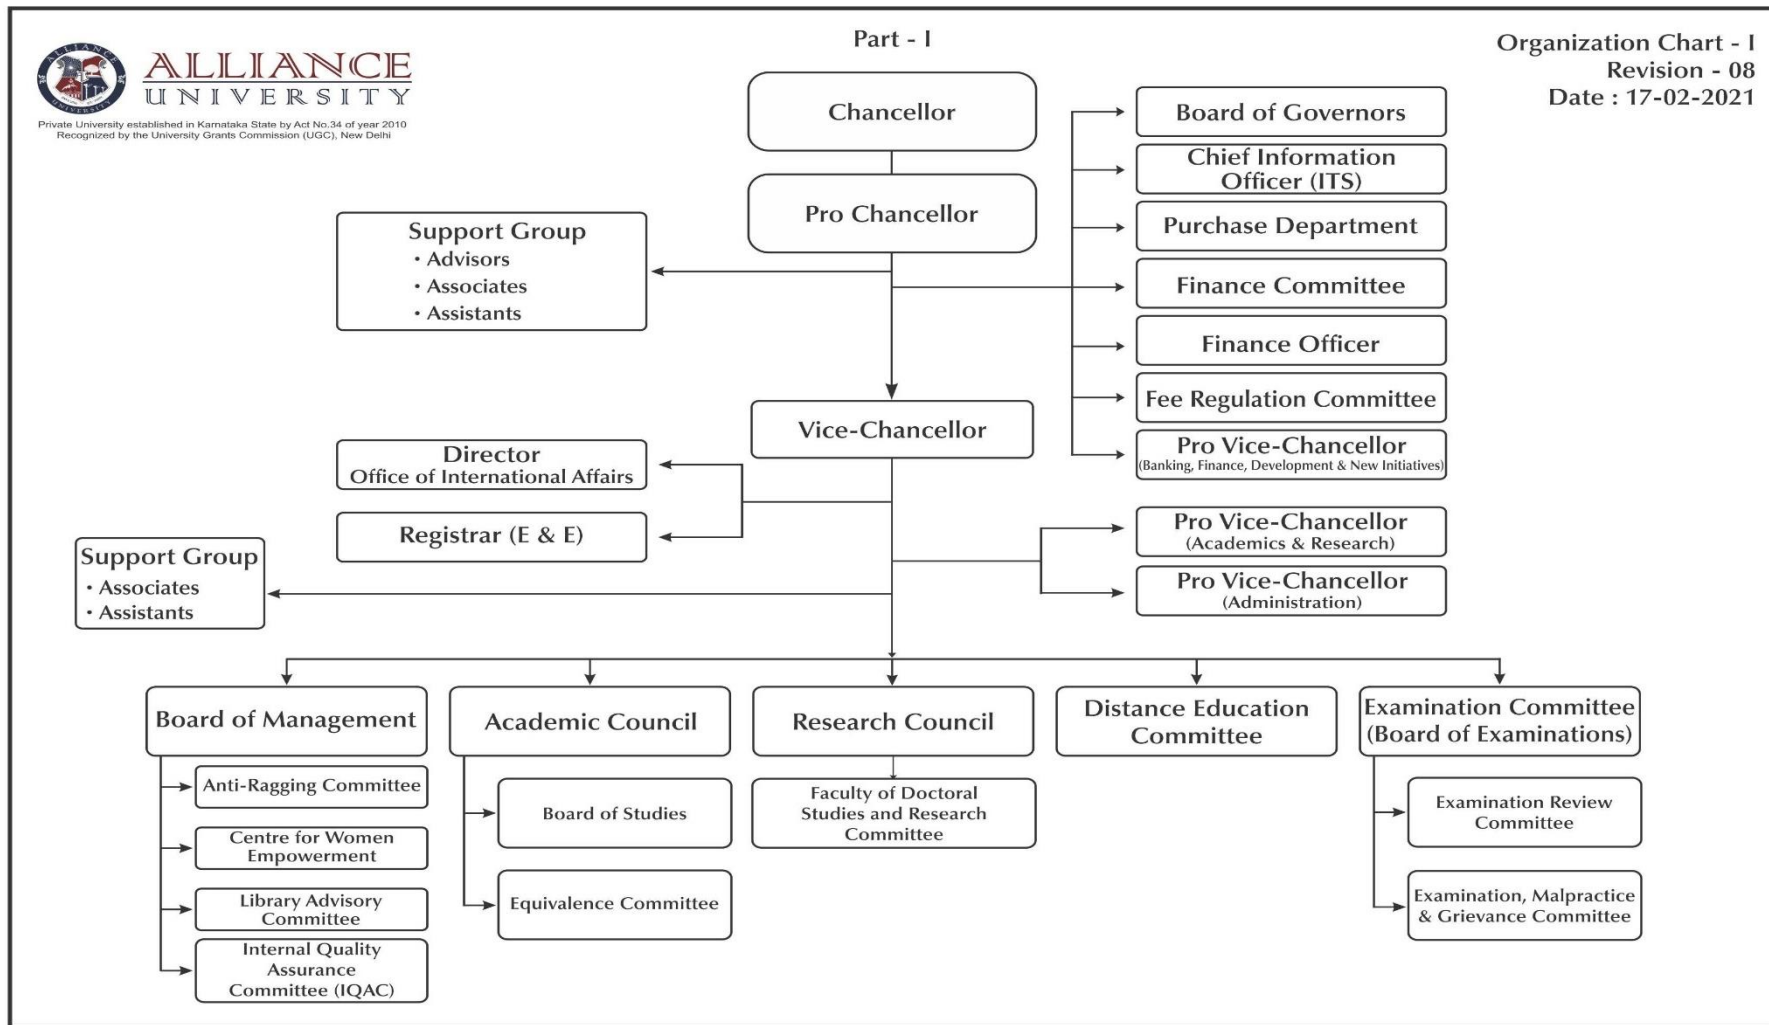 Part - I
ALLIANCE
UNIVERSITY
ALLIANCE
UNIVERSITY
Private University established in Karnataka State by Act No.34 of year 2010
Recognized by the University Grants Commission (UGC), New Delhi
Organization Chart - I
Revision - 08
Date : 17-02-2021
Chancellor
Pro Chancellor
Support Group
• Advisors
• Associates
• Assistants
Board of Governors
Chief Information
Officer (ITS)
Purchase Department
Finance Committee
Finance Officer
Fee Regulation Committee
Pro Vice-Chancellor
(Banking, Finance, Development & New Initiatives)
Vice-Chancellor
Director
Office of International Affairs
Registrar (E & E)
Pro Vice-Chancellor
(Academics & Research)
Pro Vice-Chancellor
(Administration)
Support Group
• Associates
• Assistants
Board of Management
Anti-Ragging Committee
Centre for Women
Empowerment
Library Advisory
Committee
Internal Quality
Assurance
Committee (IQAC)
Academic Council
Board of Studies
Equivalence Committee
Research Council
Faculty of Doctoral
Studies and Research
Committee
Distance Education
Committee
Examination Committee
(Board of Examinations)
Examination Review
Committee
Examination, Malpractice
& Grievance Committee